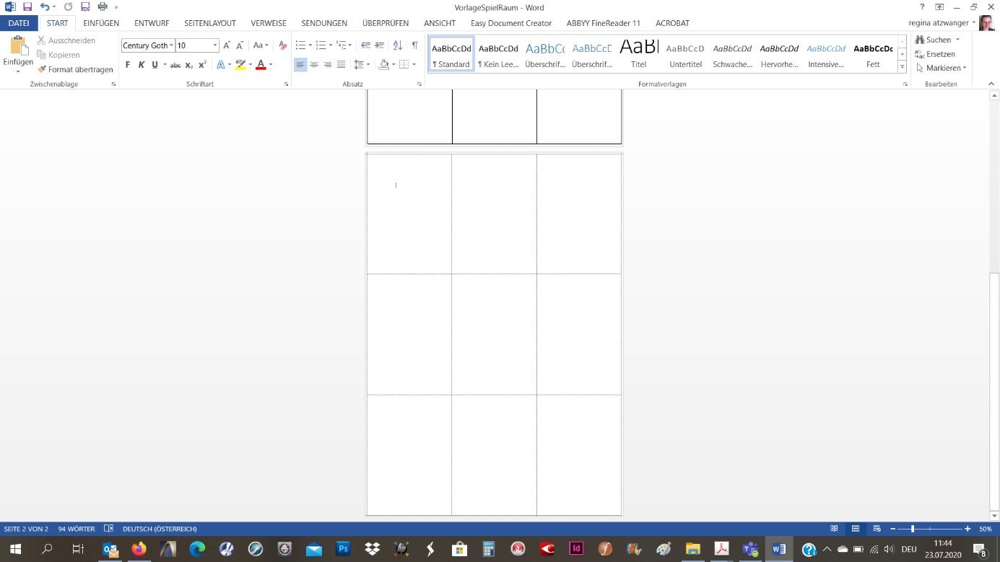 VorlageSpielRaum - Word
DATEI START EINFÜGEN ENTWURF SEITENLAYOUT VERWEISE SENDUNGEN ÜBERPRÜFEN ANSICHT Easy Document Creator ABBYY FineReader 11 ACROBAT regina atzwanger
Einfügen
Ausschneiden
Kopieren
Format übertragen
Zwischenablage
Century Goth 10
Aa
F K U abc x₂ x² A ab A
Schriftart
Absatz
AaBbCcDd AaBbCcDd AaBbCc AaBbCcD AaBl AaBbCcD AaBbCcDd AaBbCcDd AaBbCcDd AaBbCcDc
¶ Standard ¶ Kein Lee... Überschrif... Überschrif... Titel Untertitel Schwache... Hervorhe... Intensive... Fett
Formatvorlagen
Suchen
Ersetzen
Markieren
Bearbeiten
SEITE 2 VON 2 94 WÖRTER DEUTSCH (ÖSTERREICH) 50%
11:44
DEU
23.07.2020
8